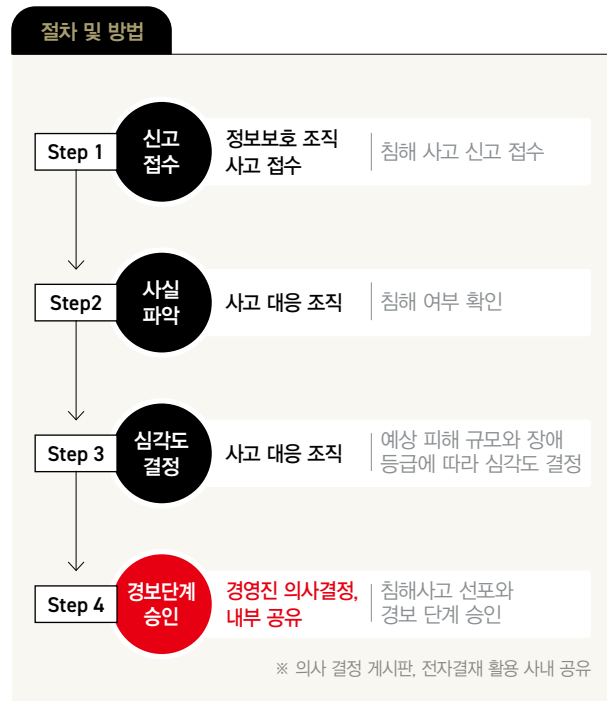 절차 및 방법
Step 1
신고
접수
정보보호 조직
사고 접수
침해 사고 신고 접수
Step2
사실
파악
사고 대응 조직
침해 여부 확인
Step 3
심각도
결정
사고 대응 조직
예상 피해 규모와 장애
등급에 따라 심각도 결정
Step 4
경보단계
승인
경영진 의사결정,
내부 공유
침해사고 선포와
경보 단계 승인
※ 의사 결정 게시판, 전자결재 활용 사내 공유